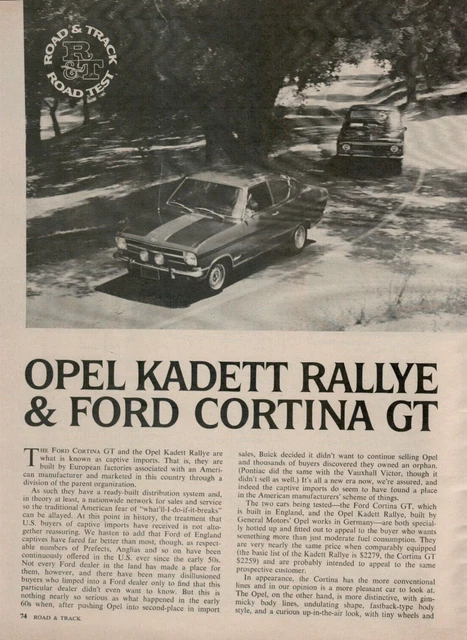 ROAD & TRACK
R&T
ROAD TEST
OPEL KADETT RALLYE
& FORD CORTINA GT
THE FORD CORTINA GT and the Opel Kadett Rallye are
what is known as captive imports. That is, they are
built by European factories associated with an Ameri-
can manufacturer and marketed in this country through a
division of the parent organization.
As such they have a ready-built distribution system and,
in theory at least, a nationwide network for sales and service
so the traditional American fear of "what'll-I-do-if-it-breaks"
can be allayed. At this point in history, the treatment that
U.S. buyers of captive imports have received is not alto-
gether reassuring. We hasten to add that Ford of England
captives have fared far better than most, though, as respect-
able numbers of Prefects, Anglias and so on have been
continuously offered in the U.S. ever since the early 50s.
Not every Ford dealer in the land has made a place for
them, however, and there have been many disillusioned
buyers who limped into a Ford dealer only to find that this
particular dealer didn't even want to know. But this is
nothing nearly so serious as what happened in the early
60s when, after pushing Opel into second-place in import
sales, Buick decided it didn't want to continue selling Opel
and thousands of buyers discovered they owned an orphan.
(Pontiac did the same with the Vauxhall Victor, though it
didn't sell as well.) It's all a new era now, we're assured, and
indeed the captive imports do seem to have found a place
in the American manufacturers' scheme of things.
The two cars being tested—the Ford Cortina GT, which
is built in England, and the Opel Kadett Rallye, built by
General Motors' Opel works in Germany—are both special-
ly hotted up and fitted out to appeal to the buyer who wants
something more than just moderate fuel consumption. They
are very nearly the same price when comparably equipped
(the basic list of the Kadett Rallye is $2279, the Cortina GT
$2259) and are probably intended to appeal to the same
prospective customer.
In appearance, the Cortina has the more conventional
lines and in our opinion is a more pleasant car to look at.
The Opel, on the other hand, is more distinctive, with gim-
micky body lines, undulating shape, fastback-type body
style, and a curious up-in-the-air look, with tiny wheels and
74 ROAD & TRACK